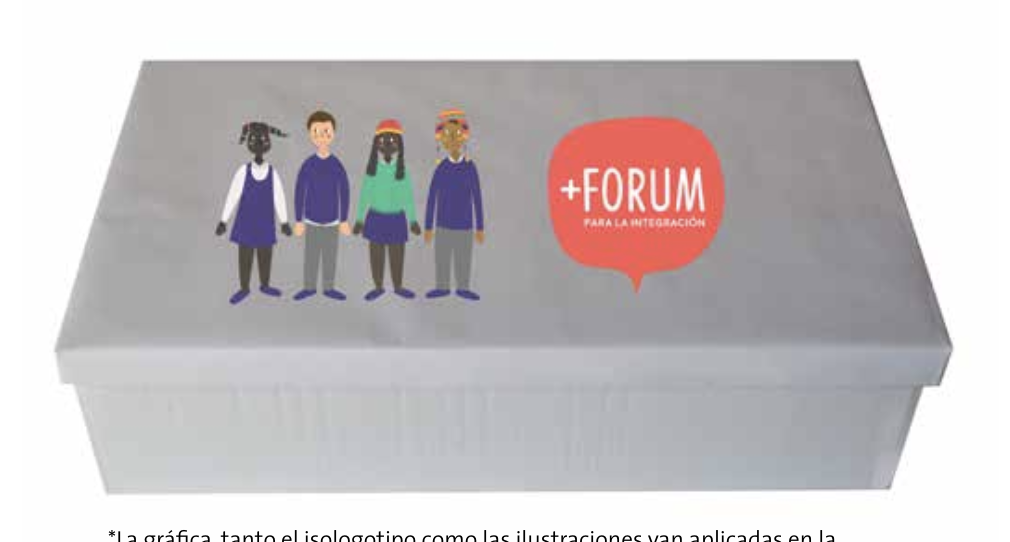 +FORUM
PARA LA INTEGRACIÓN
*La gráfica, tanto el isologotipo como las ilustraciones van aplicadas en la